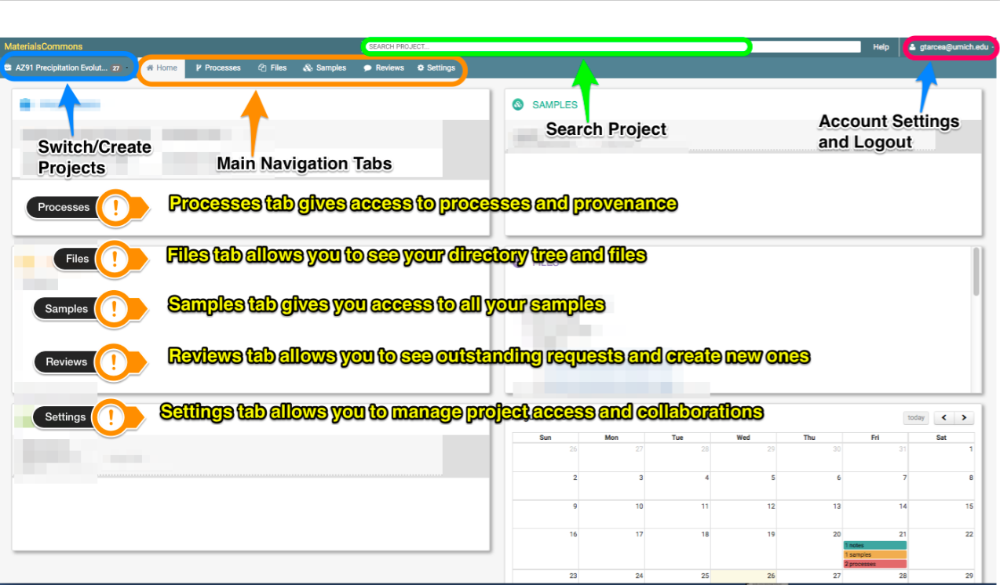 MaterialsCommons
SEARCH PROJECT...
Help
gtarcea@umich.edu
AZ91 Precipitation Evolut... 27
Home Processes Files Samples Reviews Settings
SAMPLES
Switch/Create
Projects
Main Navigation Tabs
Search Project
Account Settings
and Logout
Processes ! Processes tab gives access to processes and provenance
Files ! Files tab allows you to see your directory tree and files
FILES
Samples ! Samples tab gives you access to all your samples
Reviews ! Reviews tab allows you to see outstanding requests and create new ones
Settings ! Settings tab allows you to manage project access and collaborations
today < >
Sun Mon Tue Wed Thu Fri Sat
26 27 28 29 30 31 1
2 3 4 5 6 7 8
9 10 11 12 13 14 15
16 17 18 19 20 21 22
1 notes
1 samples
2 processes
23 24 25 26 27 28 29